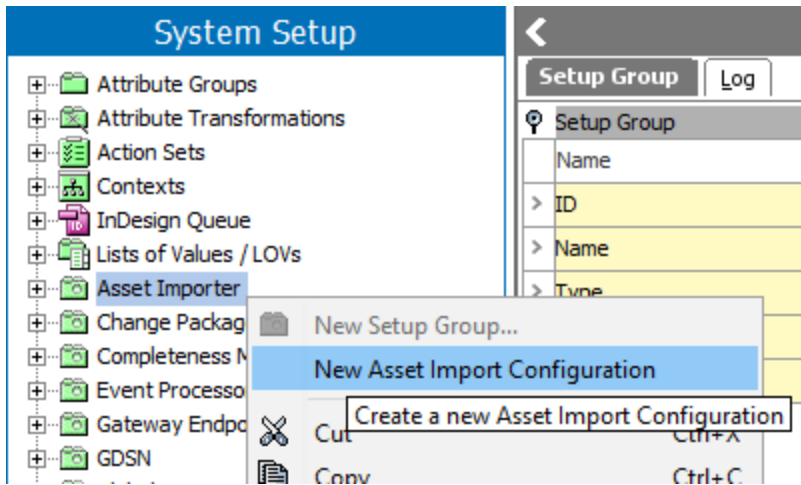 System Setup
Attribute Groups
Attribute Transformations
Action Sets
Contexts
InDesign Queue
Lists of Values / LOVs
Asset Importer
Change Packag
Completeness M
Event Processo
Gateway Endpo
GDSN
Setup Group
Log
Setup Group
Name
ID
Name
Type
New Setup Group...
New Asset Import Configuration
Create a new Asset Import Configuration
Cut Ctrl+X
Copy Ctrl+C